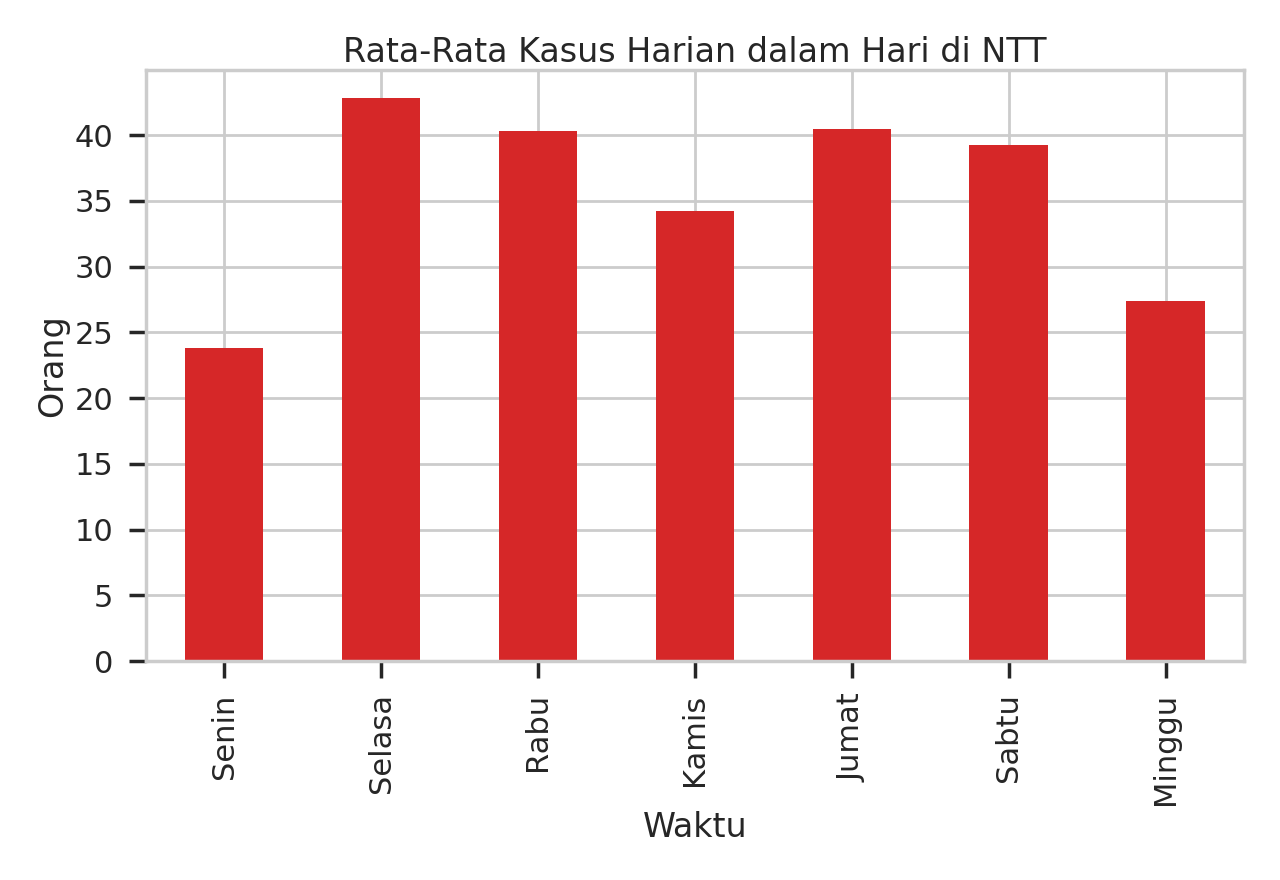 Rata-Rata Kasus Harian dalam Hari di NTT
Orang
40
35
30
25
20
15
10
5
0
Senin
Selasa
Rabu
Kamis
Jumat
Sabtu
Minggu
Waktu